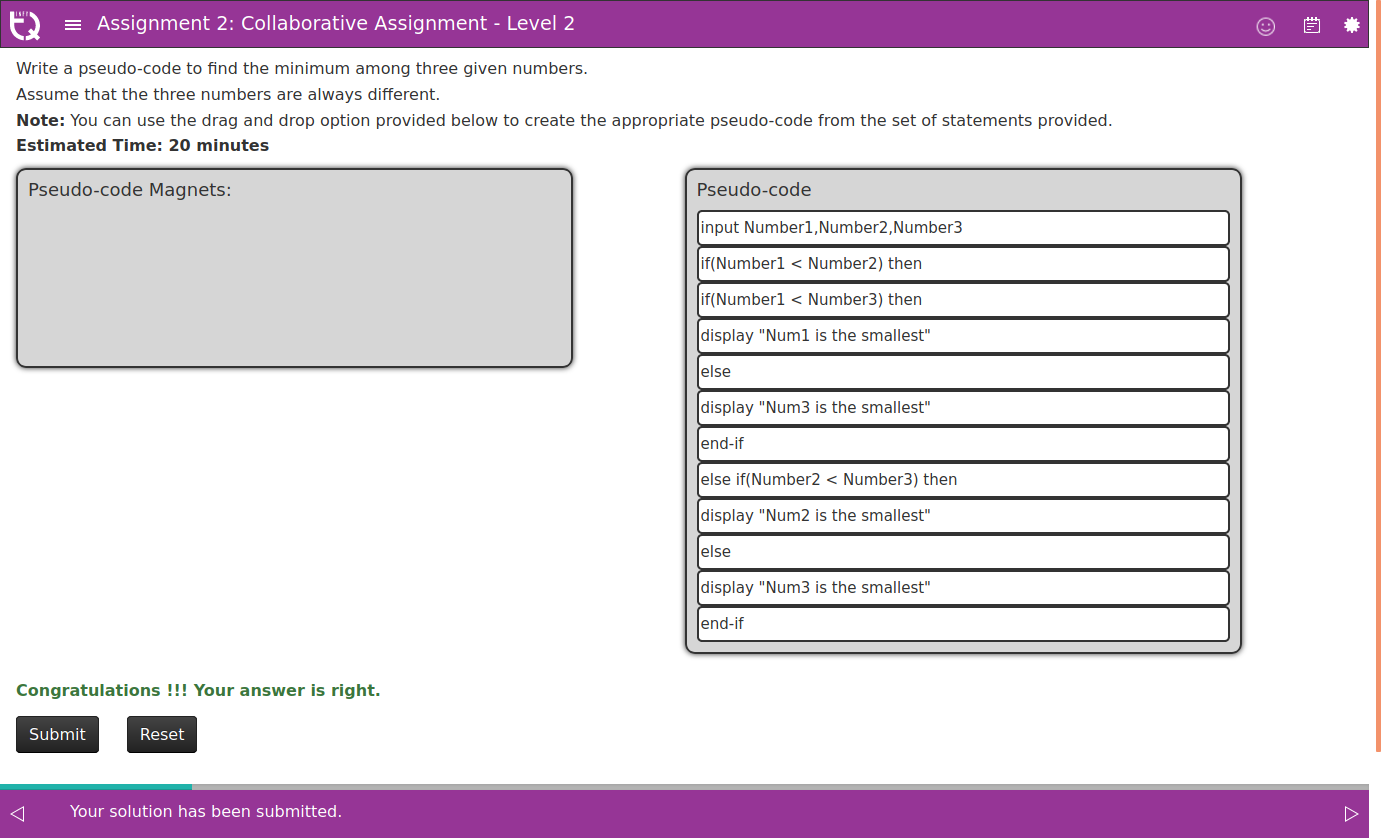 INFY
TQ
Assignment 2: Collaborative Assignment - Level 2
Write a pseudo-code to find the minimum among three given numbers.
Assume that the three numbers are always different.
Note: You can use the drag and drop option provided below to create the appropriate pseudo-code from the set of statements provided.
Estimated Time: 20 minutes
Pseudo-code Magnets:
Pseudo-code
input Number1,Number2,Number3
if(Number1 < Number2) then
if(Number1 < Number3) then
display "Num1 is the smallest"
else
display "Num3 is the smallest"
end-if
else if(Number2 < Number3) then
display "Num2 is the smallest"
else
display "Num3 is the smallest"
end-if
Congratulations !!! Your answer is right.
Submit
Reset
Your solution has been submitted.